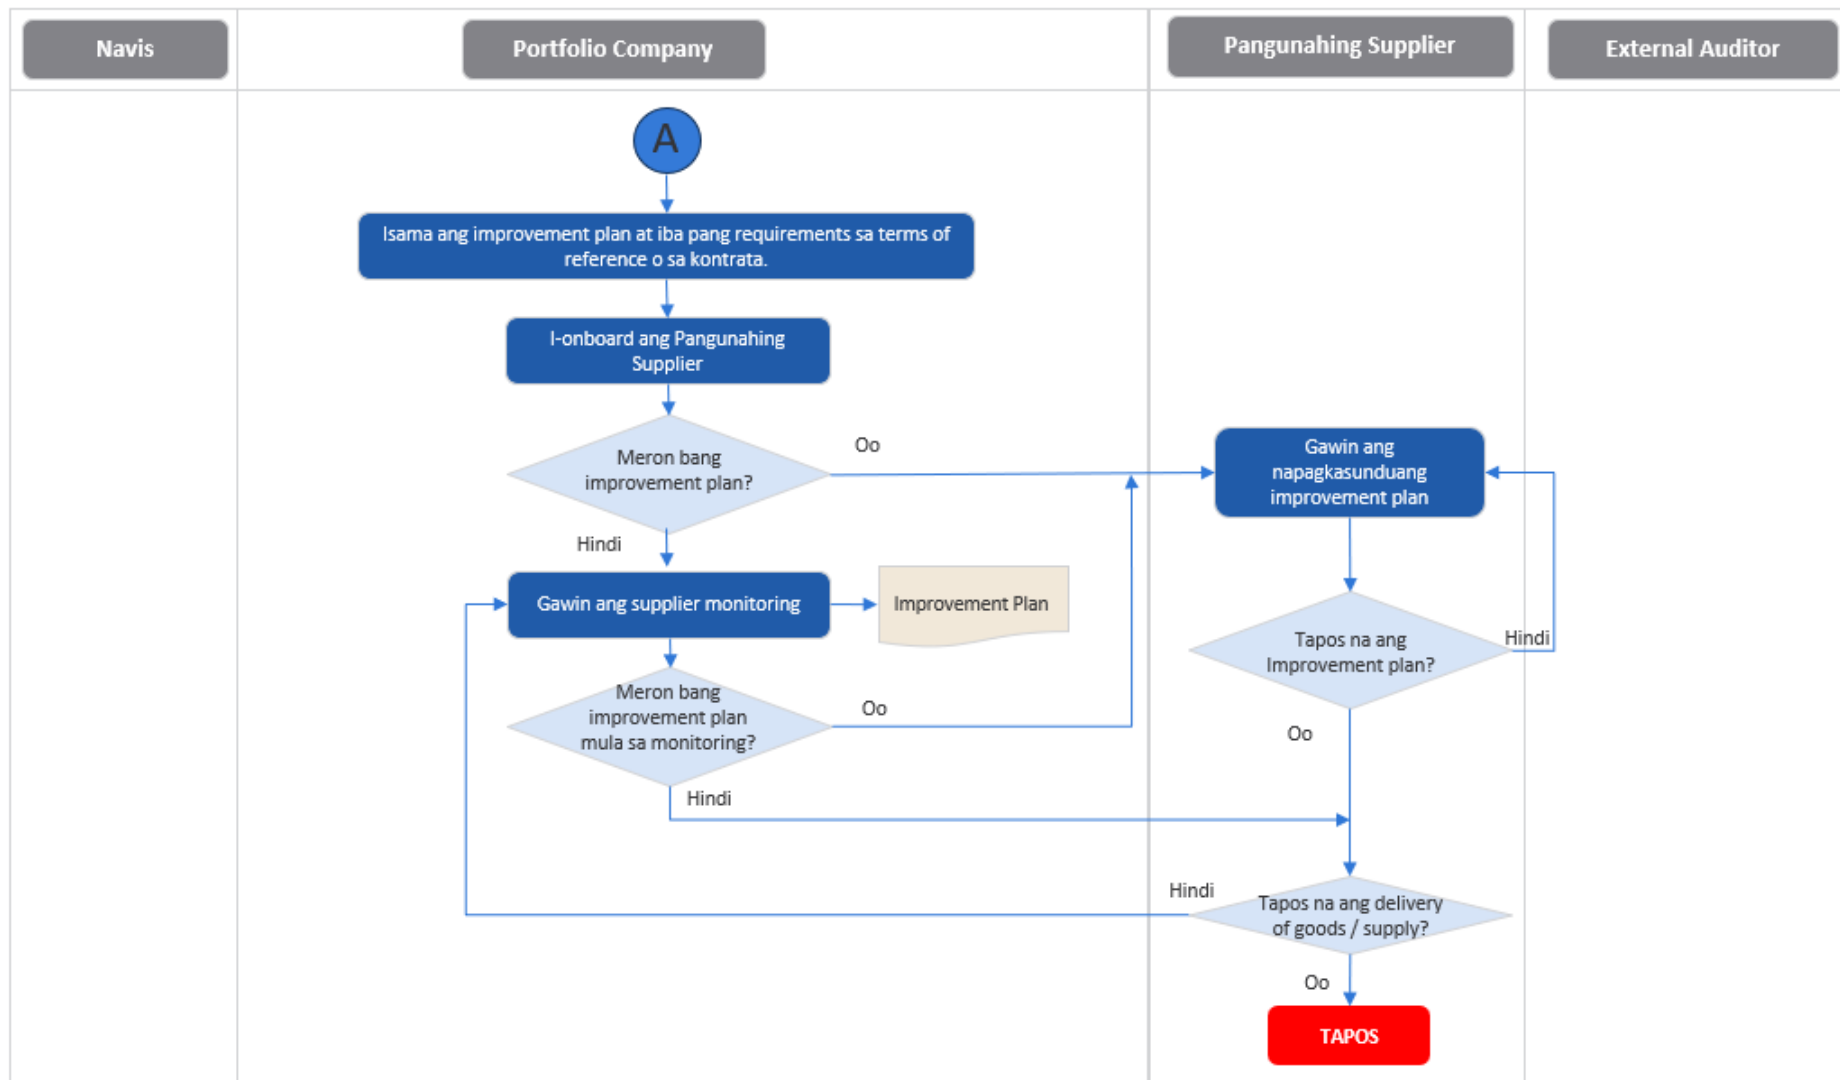 Navis
Portfolio Company
Pangunahing Supplier
External Auditor
A
Isama ang improvement plan at iba pang requirements sa terms of
reference o sa kontrata.
I-onboard ang Pangunahing
Supplier
Meron bang
improvement plan?
Oo
Gawin ang
napagkasunduang
improvement plan
Hindi
Gawin ang supplier monitoring
Improvement Plan
Tapos na ang
Improvement plan?
Hindi
Meron bang
improvement plan
mula sa monitoring?
Oo
Oo
Hindi
Hindi
Tapos na ang delivery
of goods / supply?
Oo
TAPOS